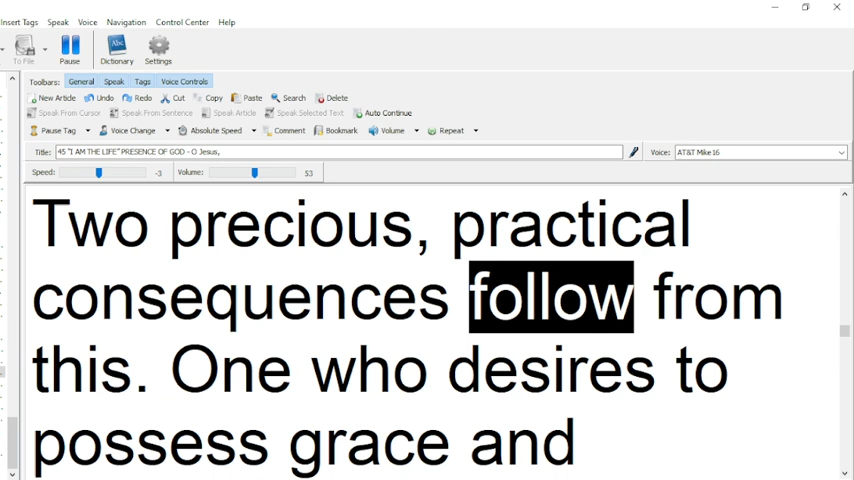 Insert Tags Speak Voice Navigation Control Center Help
To File Pause Dictionary Settings
Toolbars: General Speak Tags Voice Controls
New Article Undo Redo Cut Copy Paste Search Delete
Speak From Cursor Speak From Sentence Speak Article Speak Selected Text Auto Continue
Pause Tag Voice Change Absolute Speed Comment Bookmark Volume Repeat
Title: 45 "I AM THE LIFE" PRESENCE OF GOD - O Jesus, Voice: AT&T Mike16
Speed: -3 Volume: 53
Two precious, practical
consequences follow from
this. One who desires to
possess grace and